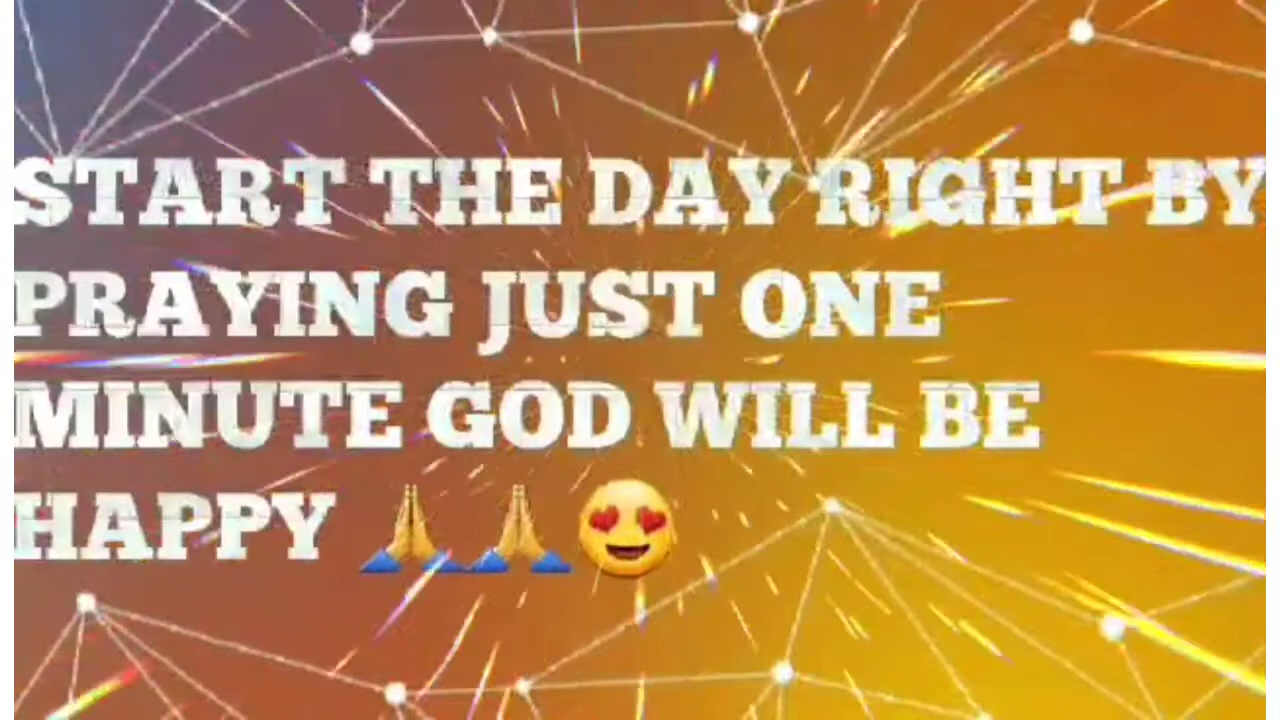 START THE DAY RIGHT BY
PRAYING JUST ONE
MINUTE GOD WILL BE
HAPPY 🙏🙏😍